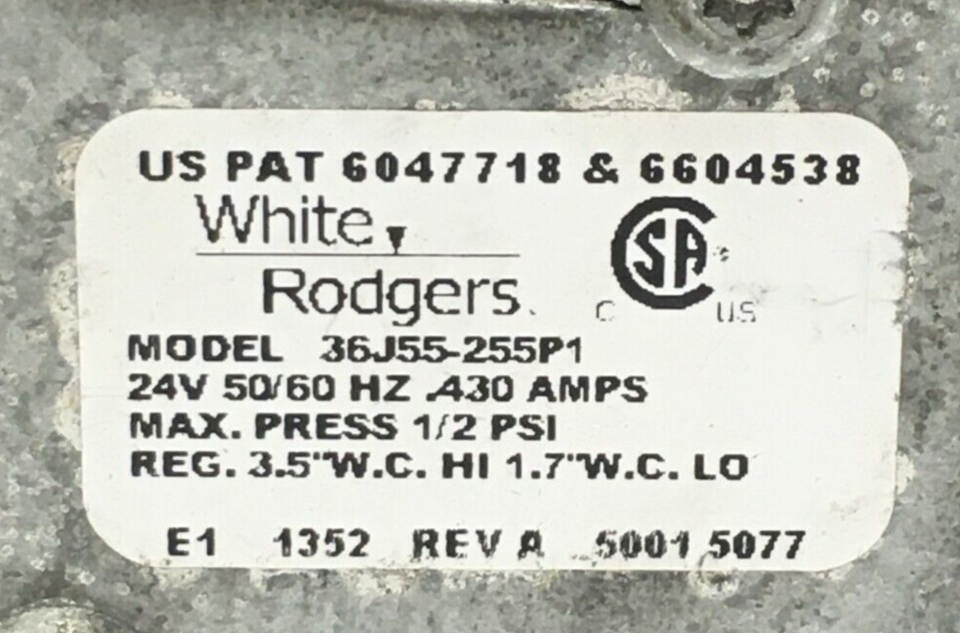 US PAT 6047718 & 6604538
White
Rodgers
SA
C US
MODEL 36J55-255P1
24V 50/60 HZ .430 AMPS
MAX. PRESS 1/2 PSI
REG. 3.5"W.C. HI 1.7"W.C. LO
E1 1352 REV A 5001 5077